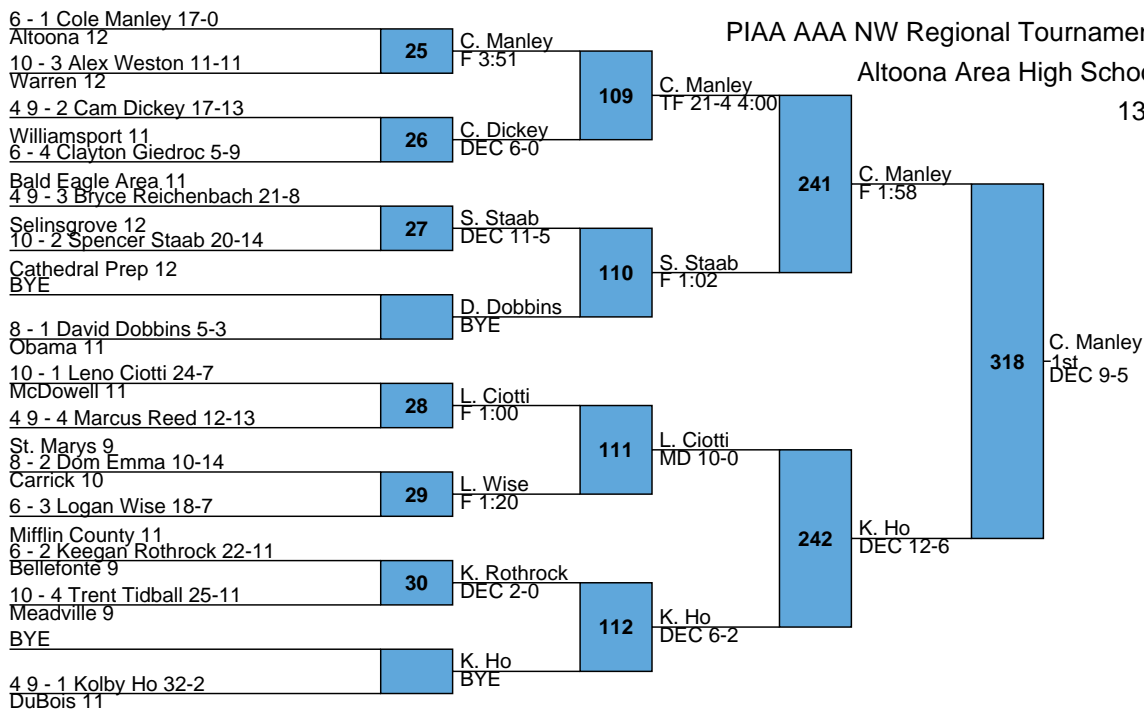 PIAA AAA NW Regional Tournamen
Altoona Area High Schoo
13
6 - 1 Cole Manley 17-0
Altoona 12
10 - 3 Alex Weston 11-11
Warren 12
4 9 - 2 Cam Dickey 17-13
Williamsport 11
6 - 4 Clayton Giedroc 5-9
Bald Eagle Area 11
4 9 - 3 Bryce Reichenbach 21-8
Selinsgrove 12
10 - 2 Spencer Staab 20-14
Cathedral Prep 12
BYE
8 - 1 David Dobbins 5-3
Obama 11
10 - 1 Leno Ciotti 24-7
McDowell 11
4 9 - 4 Marcus Reed 12-13
St. Marys 9
8 - 2 Dom Emma 10-14
Carrick 10
6 - 3 Logan Wise 18-7
Mifflin County 11
6 - 2 Keegan Rothrock 22-11
Bellefonte 9
10 - 4 Trent Tidball 25-11
Meadville 9
BYE
4 9 - 1 Kolby Ho 32-2
DuBois 11
25
26
27
28
29
30
C. Manley
F 3:51
C. Dickey
DEC 6-0
S. Staab
DEC 11-5
D. Dobbins
BYE
L. Ciotti
F 1:00
L. Wise
F 1:20
K. Rothrock
DEC 2-0
K. Ho
BYE
109
110
111
112
C. Manley
TF 21-4 4:00
S. Staab
F 1:02
L. Ciotti
MD 10-0
K. Ho
DEC 6-2
241
242
C. Manley
F 1:58
K. Ho
DEC 12-6
318
C. Manley
1st
DEC 9-5